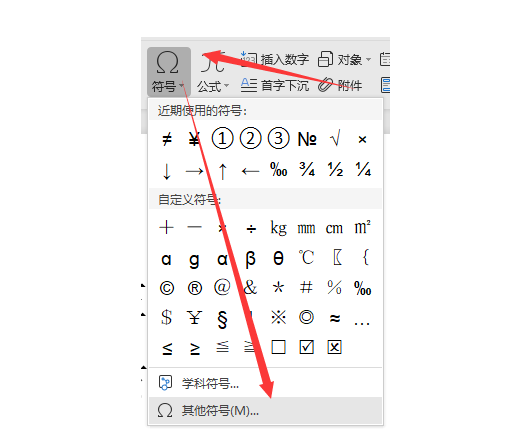 插入数字 对象
符号 公式 首字下沉 附件
近期使用的符号:
≠ ¥ ① ② ③ № √ ×
↓ → ↑ ← ‰ ¾ ½ ¼
自定义符号:
＋ － × ÷ ㎏ ㎜ ㎝ ㎡
ɑ ɡ α β θ ℃ 〖 {
© ® @ & * # % ‰
$ ￥ § ※ ◎ ≈ …
≤ ≥ ≦ ≧ □ ☑ ☒
学科符号...
其他符号(M)...